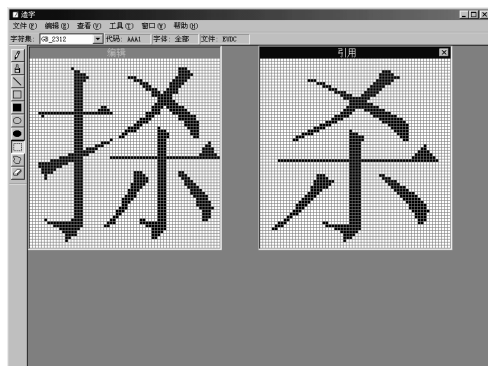 造字
文件(F) 编辑(E) 查看(V) 工具(T) 窗口(W) 帮助(H)
字符集: GB_2312 代码: AAA1 字体: 全部 文件: EUDC
编辑 引用
杀